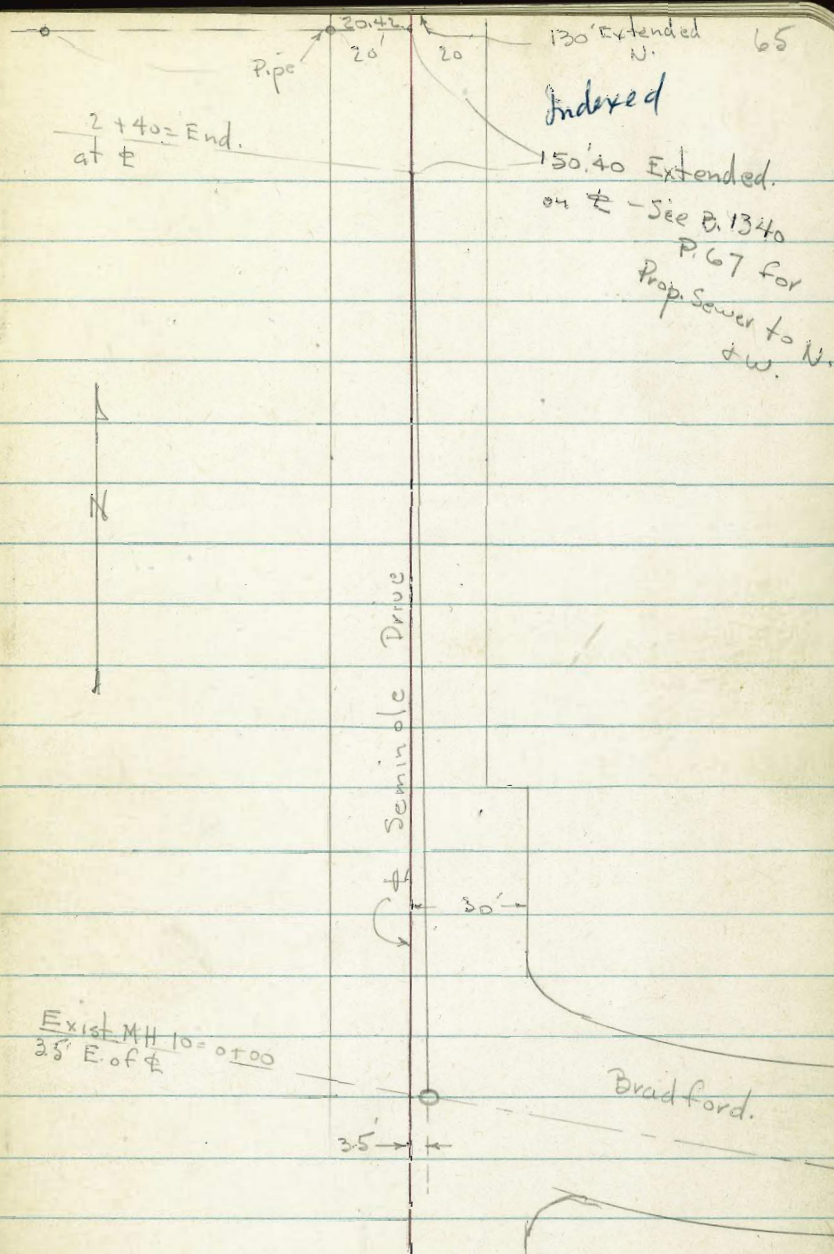 20.42
130' Extended
N.
65
Pipe
20'
20
Indexed
2 + 40 = End.
at ℄
150.'40 Extended.
on ℄ - See B. 1340
P. 67 for
Prop. Sewer to N.
& W.
N
℄ Seminole Drive
30'
Exist MH 10 = 0+00
3.5' E. of ℄
Bradford.
3.5'